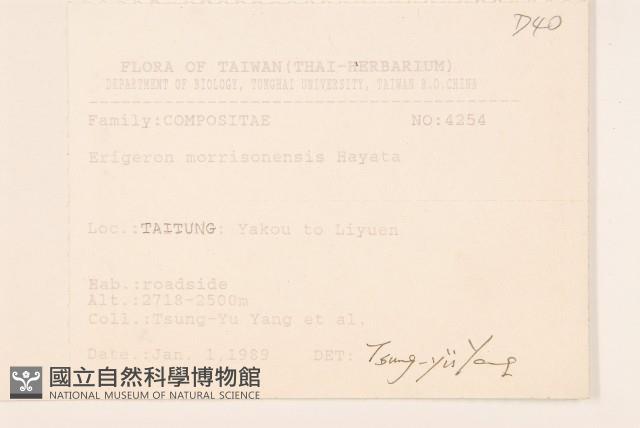 D40
FLORA OF TAIWAN(THAI-HERBARIUM)
DEPARTMENT OF BIOLOGY, TUNGHAI UNIVERSITY, TAIWAN R.O.CHINA
Family:COMPOSITAE NO:4254
Erigeron morrisonensis Hayata
Loc.:TAITUNG: Yakou to Liyuen
Hab.:roadside
Alt.:2718-2500m
Coll.:Tsung-Yu Yang et al.
Date.:Jan. 1,1989 DET: Tsung-yü Yang
國立自然科學博物館
NATIONAL MUSEUM OF NATURAL SCIENCE